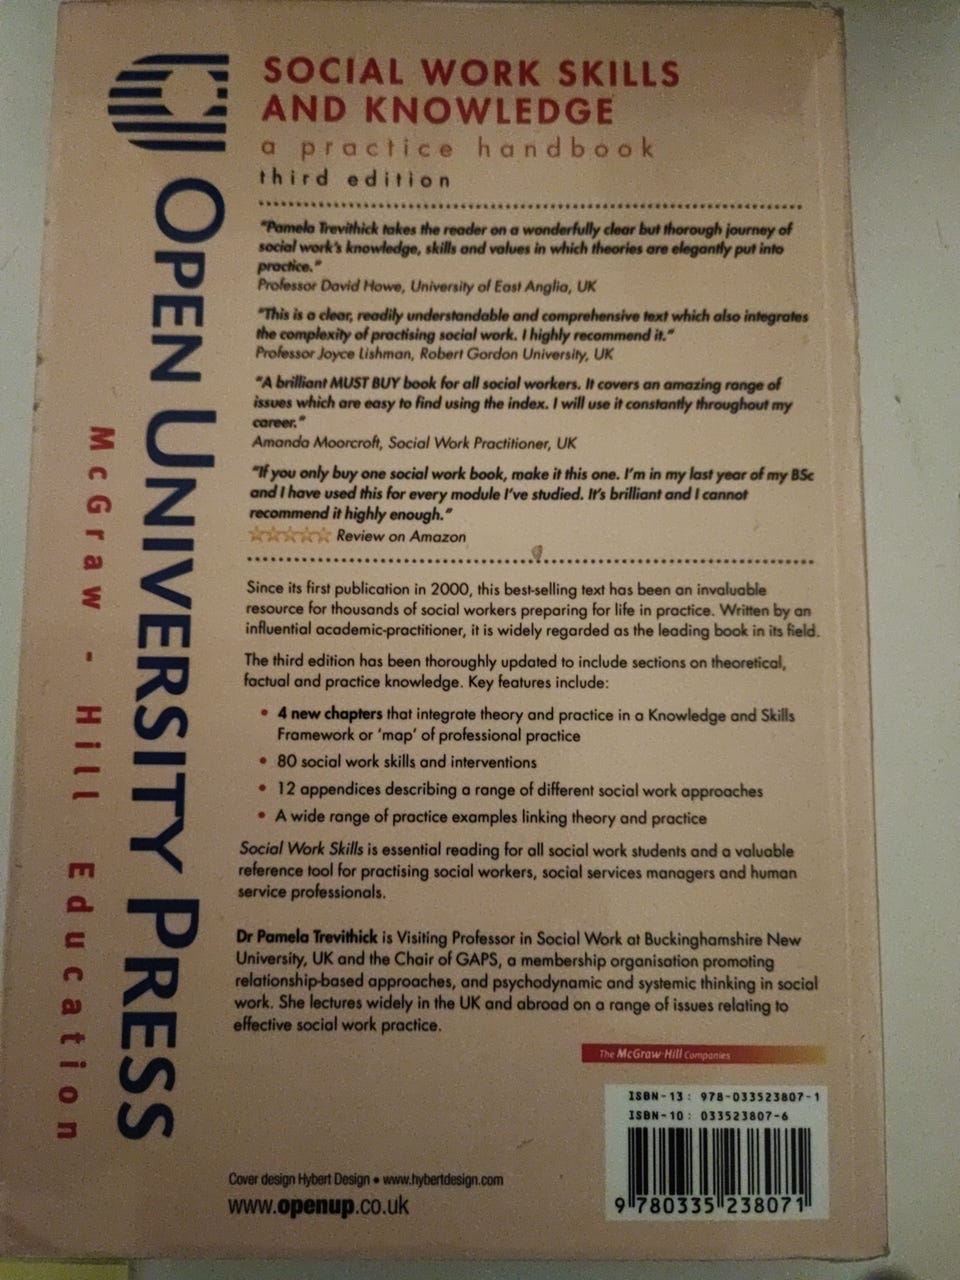 SOCIAL WORK SKILLS
AND KNOWLEDGE
a practice handbook
third edition
"Pamela Trevithick takes the reader on a wonderfully clear but thorough journey of
social work's knowledge, skills and values in which theories are elegantly put into
practice."
Professor David Howe, University of East Anglia, UK
"This is a clear, readily understandable and comprehensive text which also integrates
the complexity of practising social work. I highly recommend it."
Professor Joyce Lishman, Robert Gordon University, UK
"A brilliant MUST BUY book for all social workers. It covers an amazing range of
issues which are easy to find using the index. I will use it constantly throughout my
career."
Amanda Moorcroft, Social Work Practitioner, UK
"If you only buy one social work book, make it this one. I'm in my last year of my BSc
and I have used this for every module I've studied. It's brilliant and I cannot
recommend it highly enough."
☆☆☆☆☆ Review on Amazon
Since its first publication in 2000, this best-selling text has been an invaluable
resource for thousands of social workers preparing for life in practice. Written by an
influential academic-practitioner, it is widely regarded as the leading book in its field.
The third edition has been thoroughly updated to include sections on theoretical,
factual and practice knowledge. Key features include:
• 4 new chapters that integrate theory and practice in a Knowledge and Skills
Framework or 'map' of professional practice
• 80 social work skills and interventions
• 12 appendices describing a range of different social work approaches
• A wide range of practice examples linking theory and practice
Social Work Skills is essential reading for all social work students and a valuable
reference tool for practising social workers, social services managers and human
service professionals.
Dr Pamela Trevithick is Visiting Professor in Social Work at Buckinghamshire New
University, UK and the Chair of GAPS, a membership organisation promoting
relationship-based approaches, and psychodynamic and systemic thinking in social
work. She lectures widely in the UK and abroad on a range of issues relating to
effective social work practice.
The McGraw·Hill Companies
ISBN-13: 978-033523807-1
ISBN-10: 033523807-6
9 780335 238071
Cover design Hybert Design • www.hybertdesign.com
www.openup.co.uk
OPEN UNIVERSITY PRESS
McGraw - Hill Education